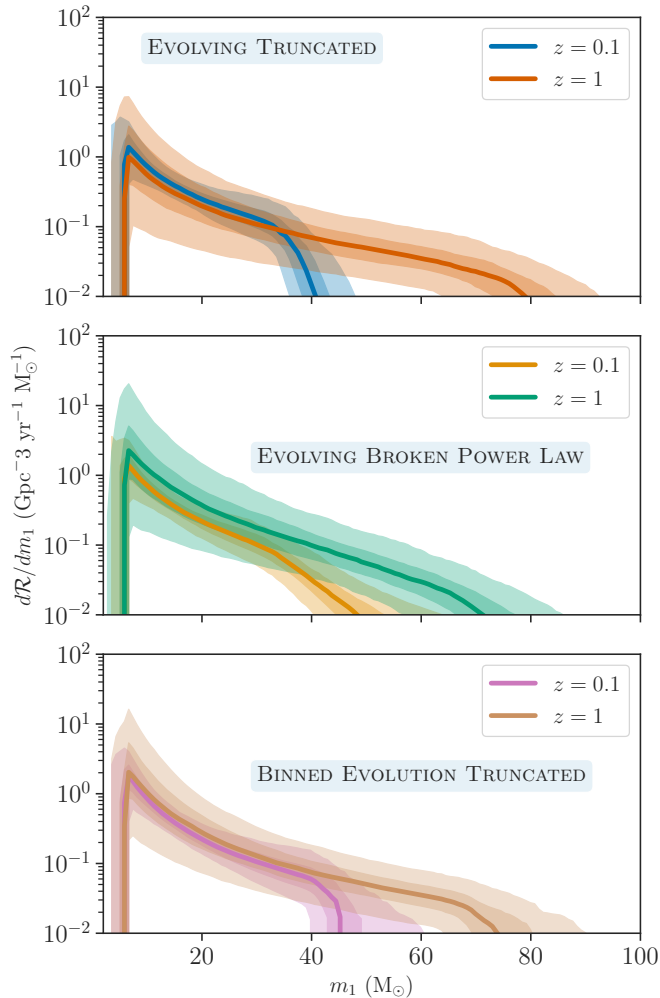 10²
EVOLVING TRUNCATED
z = 0.1
z = 1
10¹
10⁰
10⁻¹
10⁻²
10²
z = 0.1
z = 1
10¹
EVOLVING BROKEN POWER LAW
10⁰
10⁻¹
10⁻²
dR/dm₁ (Gpc⁻3 yr⁻¹ M⊙⁻¹)
10²
z = 0.1
z = 1
10¹
BINNED EVOLUTION TRUNCATED
10⁰
10⁻¹
10⁻²
20 40 60 80 100
m₁ (M⊙)